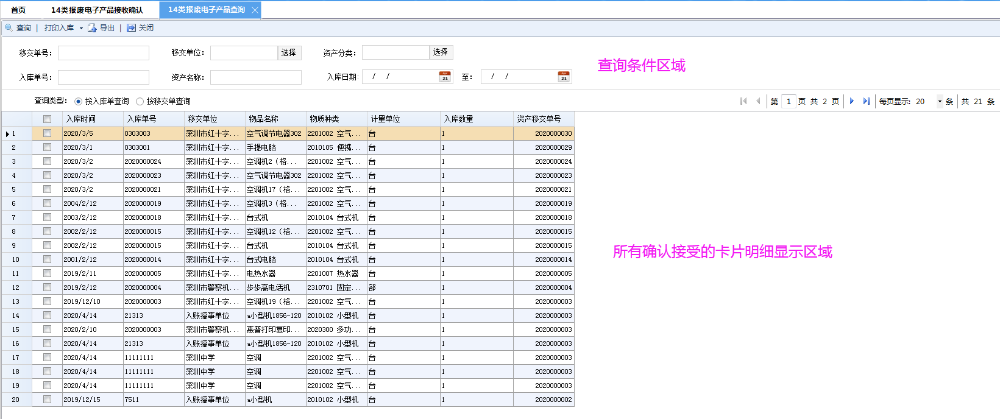 首页 14类报废电子产品接收确认 14类报废电子产品查询
查询 | 打印入库 导出 | 关闭
移交单号： 移交单位： 选择 资产分类： 选择
入库单号： 资产名称： 入库日期: / / 至： / /
查询条件区域
查询类型： 按入库单查询 按移交单查询 第 1 页 共 2 页 每页显示: 20 条 共 21 条
入库时间 入库单号 移交单位 物品名称 物质种类 计量单位 入库数量 资产移交单号
1 2020/3/5 0303003 深圳市红十字... 空气调节电器302 2201002 空气... 台 1 2020000030
2 2020/3/1 0303001 深圳市红十字... 手提电脑 2010105 便携... 台 1 2020000029
3 2020/3/2 2020000024 深圳市红十字... 空调机2（格... 2201002 空气... 台 1 2020000024
4 2020/3/2 2020000023 深圳市红十字... 空气调节电器302 2201002 空气... 台 1 2020000023
5 2020/3/2 2020000021 深圳市红十字... 空调机17（格... 2201002 空气... 台 1 2020000021
6 2004/2/12 2020000019 深圳市红十字... 空调机3（格... 2201002 空气... 台 1 2020000019
7 2003/2/12 2020000018 深圳市红十字... 台式机 2010104 台式机 台 1 2020000018
8 2002/2/12 2020000015 深圳市红十字... 空调机12（格... 2201002 空气... 台 1 2020000015
9 2002/2/12 2020000015 深圳市红十字... 台式机 2010104 台式机 台 1 2020000015
10 2001/2/12 2020000014 深圳市红十字... 台式电脑 2010104 台式机 台 1 2020000014
11 2019/2/11 2020000005 深圳市红十字... 电热水器 2201007 热水器 台 1 2020000005
12 2019/2/12 2020000004 深圳市警察机... 步步高电话机 2310701 固定... 部 1 2020000004
13 2019/12/10 2020000003 深圳市红十字... 空调机19（格... 2201002 空气... 台 1 2020000003
14 2020/4/14 21313 入账搞事单位 a小型机1856-120 2010102 小型机 台 1 2020000003
15 2020/2/10 2020000003 深圳市警察机... 惠普打印复印... 2020300 多功... 台 1 2020000003
16 2020/4/14 21313 入账搞事单位 a小型机1856-120 2010102 小型机 台 1 2020000003
17 2020/4/14 11111111 深圳中学 空调 2201002 空气... 台 1 2020000003
18 2020/4/14 11111111 深圳中学 空调 2201002 空气... 台 1 2020000003
19 2020/4/14 11111111 深圳中学 空调 2201002 空气... 台 1 2020000003
20 2019/12/15 7511 入账搞事单位 a小型机 2010102 小型机 台 1 2020000002
所有确认接受的卡片明细显示区域